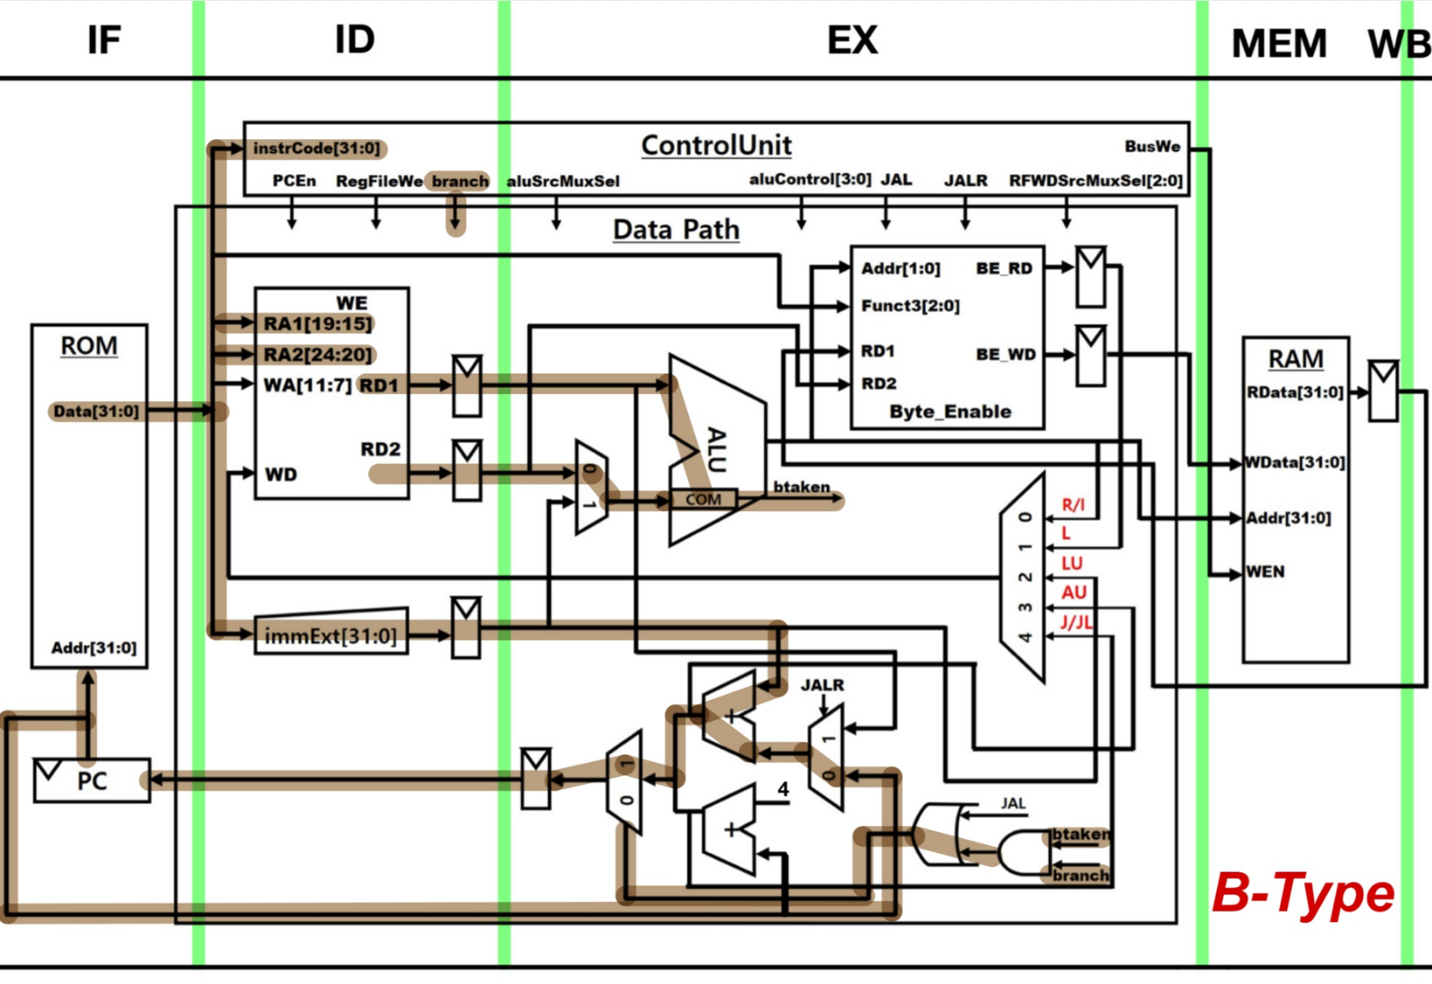 IF ID EX MEM WB
ControlUnit
instrCode[31:0] BusWe
PCEn RegFileWe branch aluSrcMuxSel aluControl[3:0] JAL JALR RFWDSrcMuxSel[2:0]
Data Path
ROM
Data[31:0]
Addr[31:0]
PC
WE
RA1[19:15]
RA2[24:20]
WA[11:7] RD1
RD2
WD
immExt[31:0]
0
1
ALU
COM
btaken
Addr[1:0] BE_RD
Funct3[2:0]
RD1 BE_WD
RD2
Byte_Enable
0 R/I
1 L
2 LU
3 AU
4 J/JL
RAM
RData[31:0]
WData[31:0]
Addr[31:0]
WEN
JALR
+
1
0
1
0
4
+
JAL
btaken
branch
B-Type